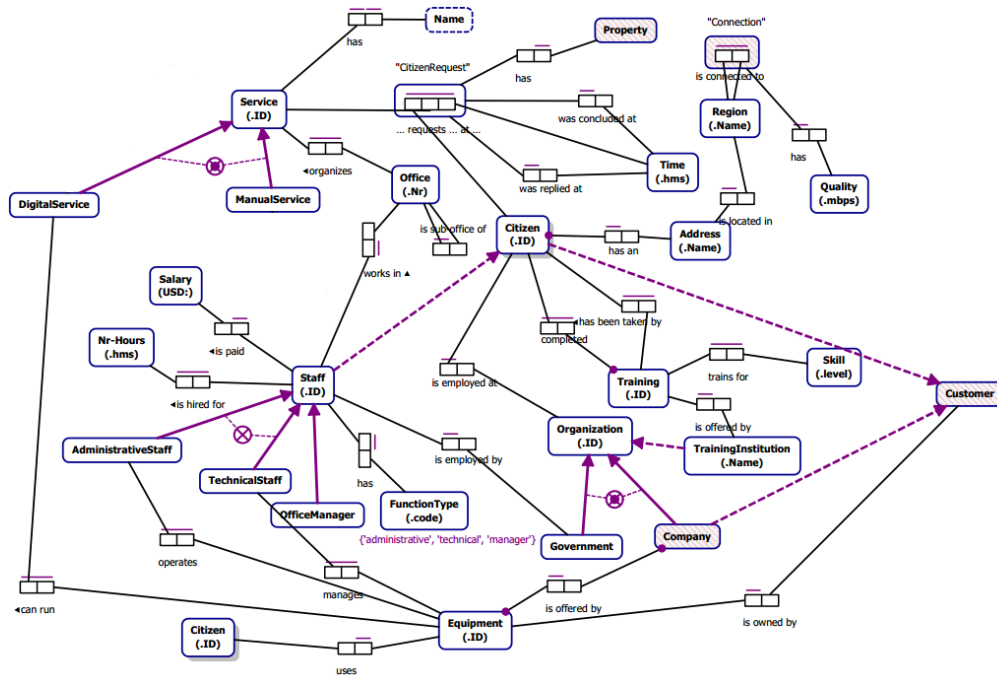 Name
"Connection"
has
Property
"CitizenRequest"
has
is connected to
Service
(.ID)
Region
(.Name)
was concluded at
... requests ... at ...
has
◂organizes
Office
(.Nr)
Time
(.hms)
Quality
(.mbps)
was replied at
DigitalService
ManualService
is sub-office of
Citizen
(.ID)
Address
(.Name)
is located in
has an
works in ▴
Salary
(USD:)
◂has been taken by
completed
Nr-Hours
(.hms)
◂is paid
is employed at
Staff
(.ID)
Training
(.ID)
trains for
Skill
(.level)
Customer
◂is hired for
Organization
(.ID)
is offered by
AdministrativeStaff
is employed by
TrainingInstitution
(.Name)
TechnicalStaff
has
OfficeManager
FunctionType
(.code)
{'administrative', 'technical', 'manager'}
Government
Company
operates
manages
◂can run
is offered by
Equipment
(.ID)
is owned by
Citizen
(.ID)
uses